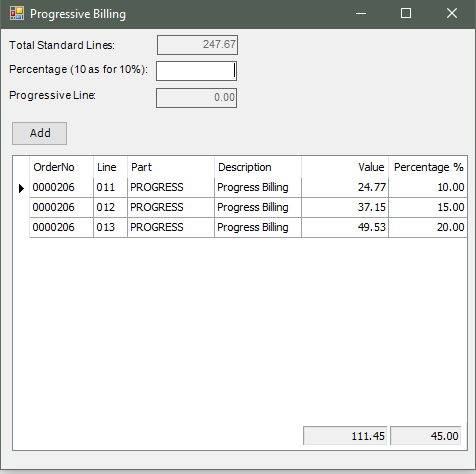 Progressive Billing
Total Standard Lines: 247.67
Percentage (10 as for 10%):
Progressive Line: 0.00
Add
OrderNo Line Part Description Value Percentage %
0000206 011 PROGRESS Progress Billing 24.77 10.00
0000206 012 PROGRESS Progress Billing 37.15 15.00
0000206 013 PROGRESS Progress Billing 49.53 20.00
111.45 45.00